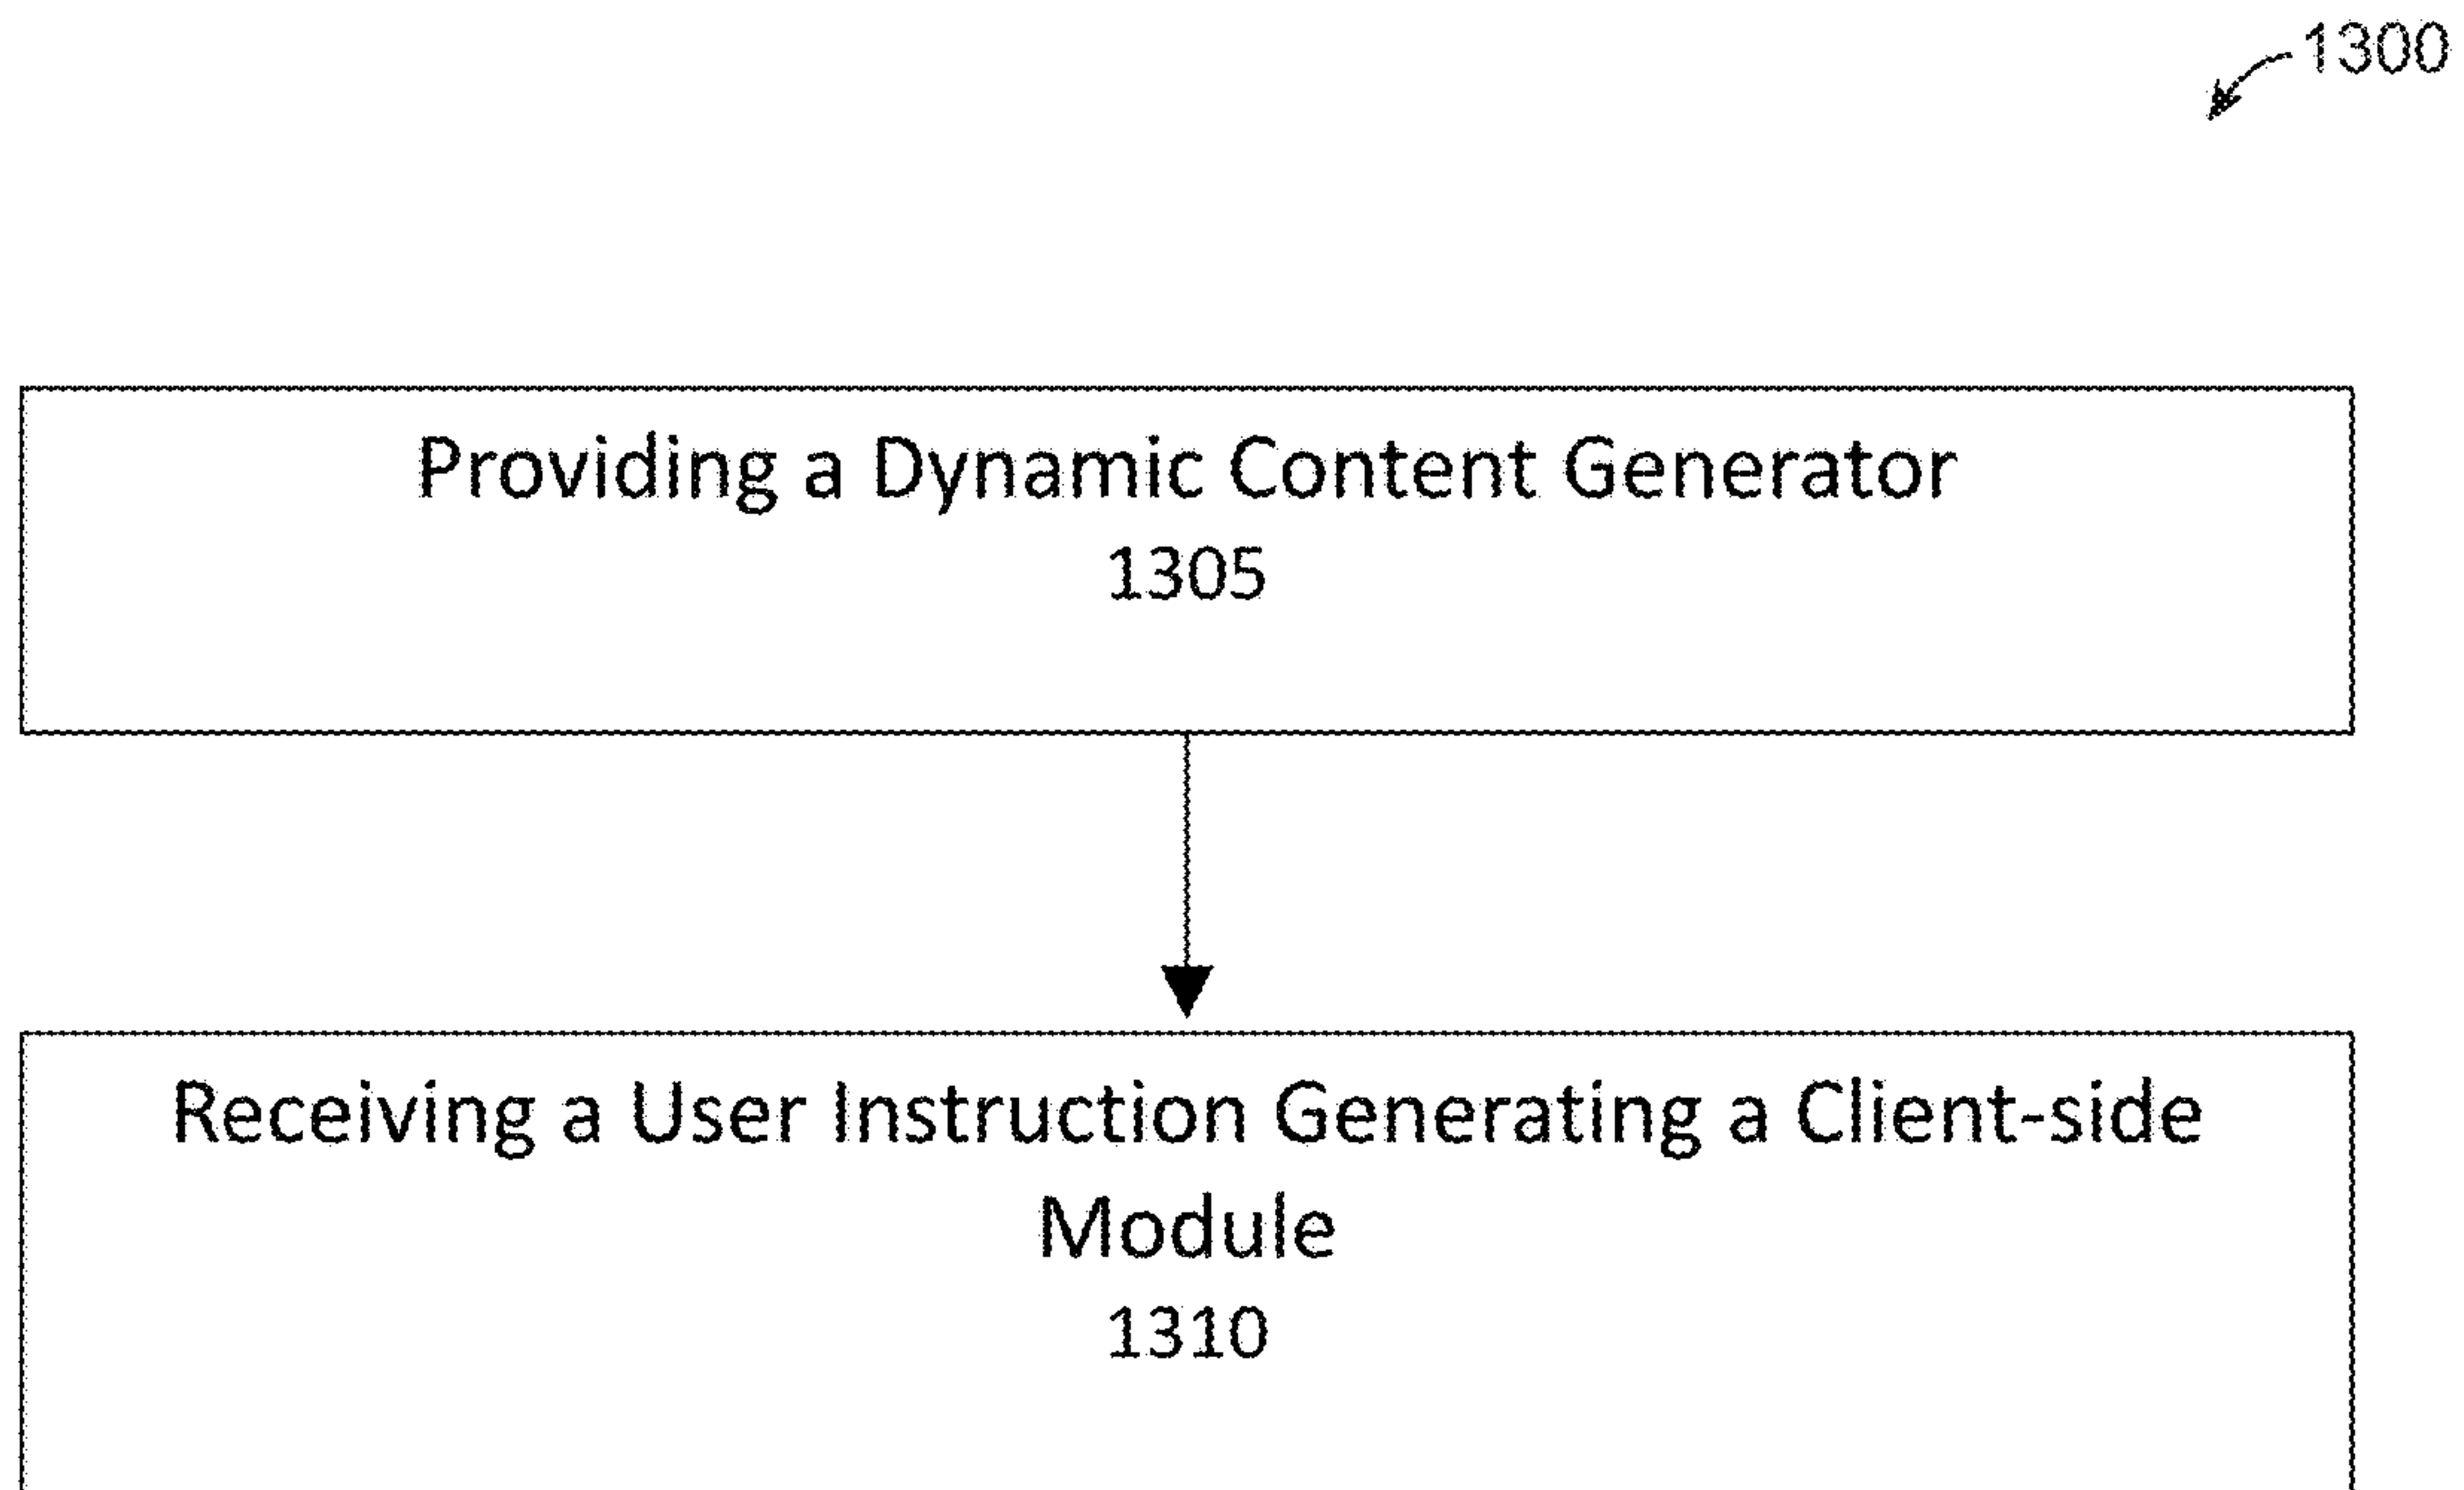 1300
Providing a Dynamic Content Generator
1305
Receiving a User Instruction Generating a Client-side
Module
1310